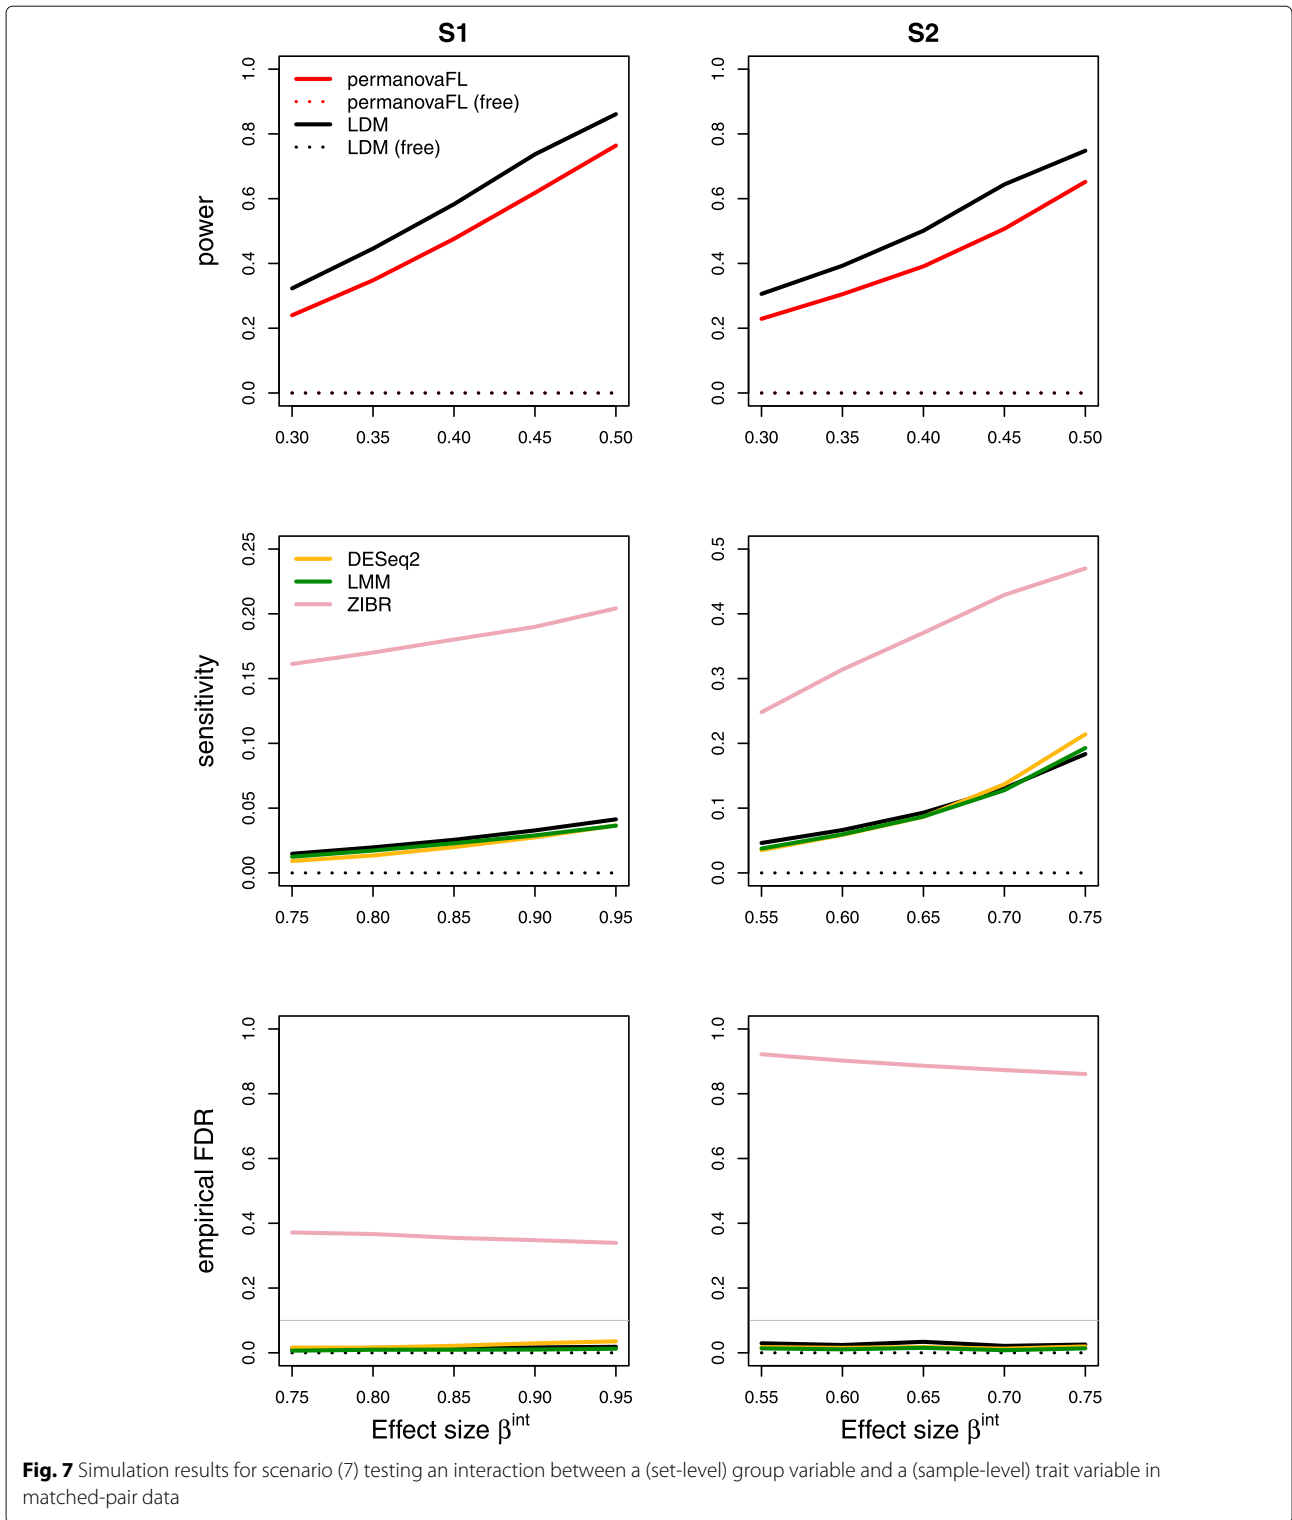 S1
S2
permanovaFL
permanovaFL (free)
LDM
LDM (free)
power
0.0 0.2 0.4 0.6 0.8 1.0
0.30 0.35 0.40 0.45 0.50
0.0 0.2 0.4 0.6 0.8 1.0
0.30 0.35 0.40 0.45 0.50
DESeq2
LMM
ZIBR
sensitivity
0.00 0.05 0.10 0.15 0.20 0.25
0.75 0.80 0.85 0.90 0.95
0.0 0.1 0.2 0.3 0.4 0.5
0.55 0.60 0.65 0.70 0.75
empirical FDR
0.0 0.2 0.4 0.6 0.8 1.0
0.75 0.80 0.85 0.90 0.95
Effect size β^int
0.0 0.2 0.4 0.6 0.8 1.0
0.55 0.60 0.65 0.70 0.75
Effect size β^int
Fig. 7 Simulation results for scenario (7) testing an interaction between a (set-level) group variable and a (sample-level) trait variable in
matched-pair data